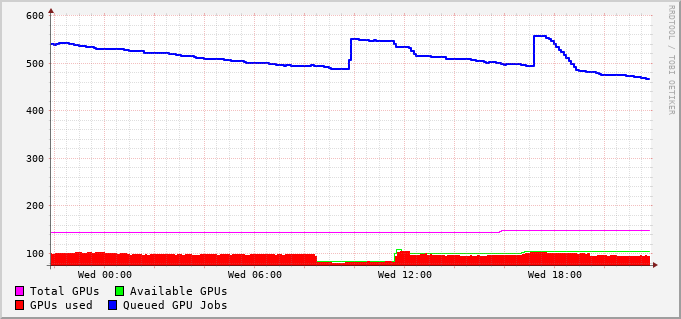 600
500
400
300
200
100
Wed 00:00 Wed 06:00 Wed 12:00 Wed 18:00
Total GPUs Available GPUs
GPUs used Queued GPU Jobs
RRDTOOL / TOBI OETIKER